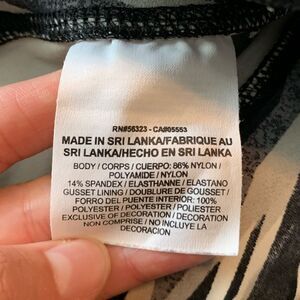 RN#56323 - CA#05553
MADE IN SRI LANKA/FABRIQUE AU
SRI LANKA/HECHO EN SRI LANKA
BODY / CORPS / CUERPO: 86% NYLON /
POLYAMIDE / NYLON
14% SPANDEX / ELASTHANNE / ELASTANO
GUSSET LINING / DOUBLURE DE GOUSSET /
FORRO DEL PUENTE INTERIOR: 100%
POLYESTER / POLYESTER / POLIESTER
EXCLUSIVE OF DECORATION / DECORATION
NON COMPRISE / NO INCLUYE LA
DECORACION